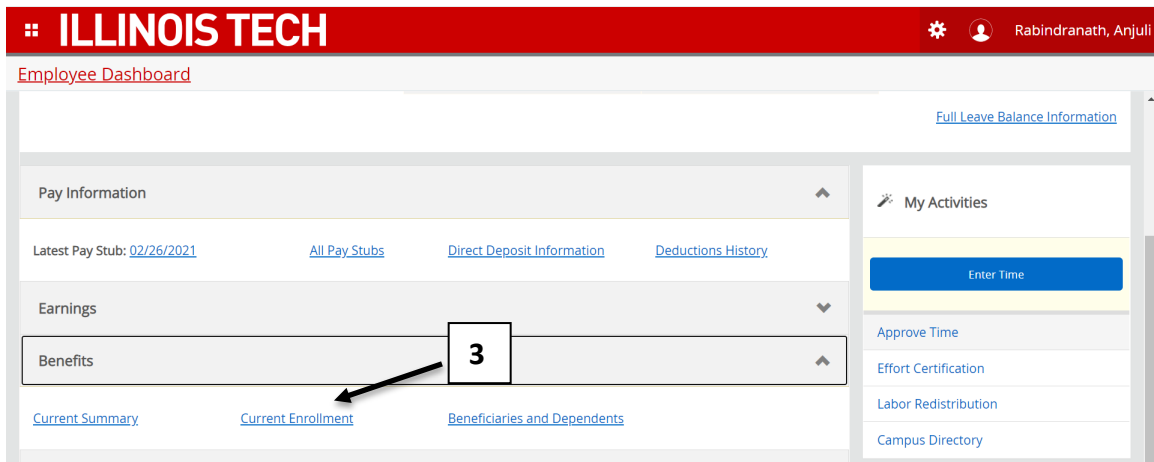 ILLINOIS TECH
Rabindranath, Anjuli
Employee Dashboard
Full Leave Balance Information
Pay Information
Latest Pay Stub: 02/26/2021 All Pay Stubs Direct Deposit Information Deductions History
Earnings
Benefits
3
Current Summary Current Enrollment Beneficiaries and Dependents
My Activities
Enter Time
Approve Time
Effort Certification
Labor Redistribution
Campus Directory